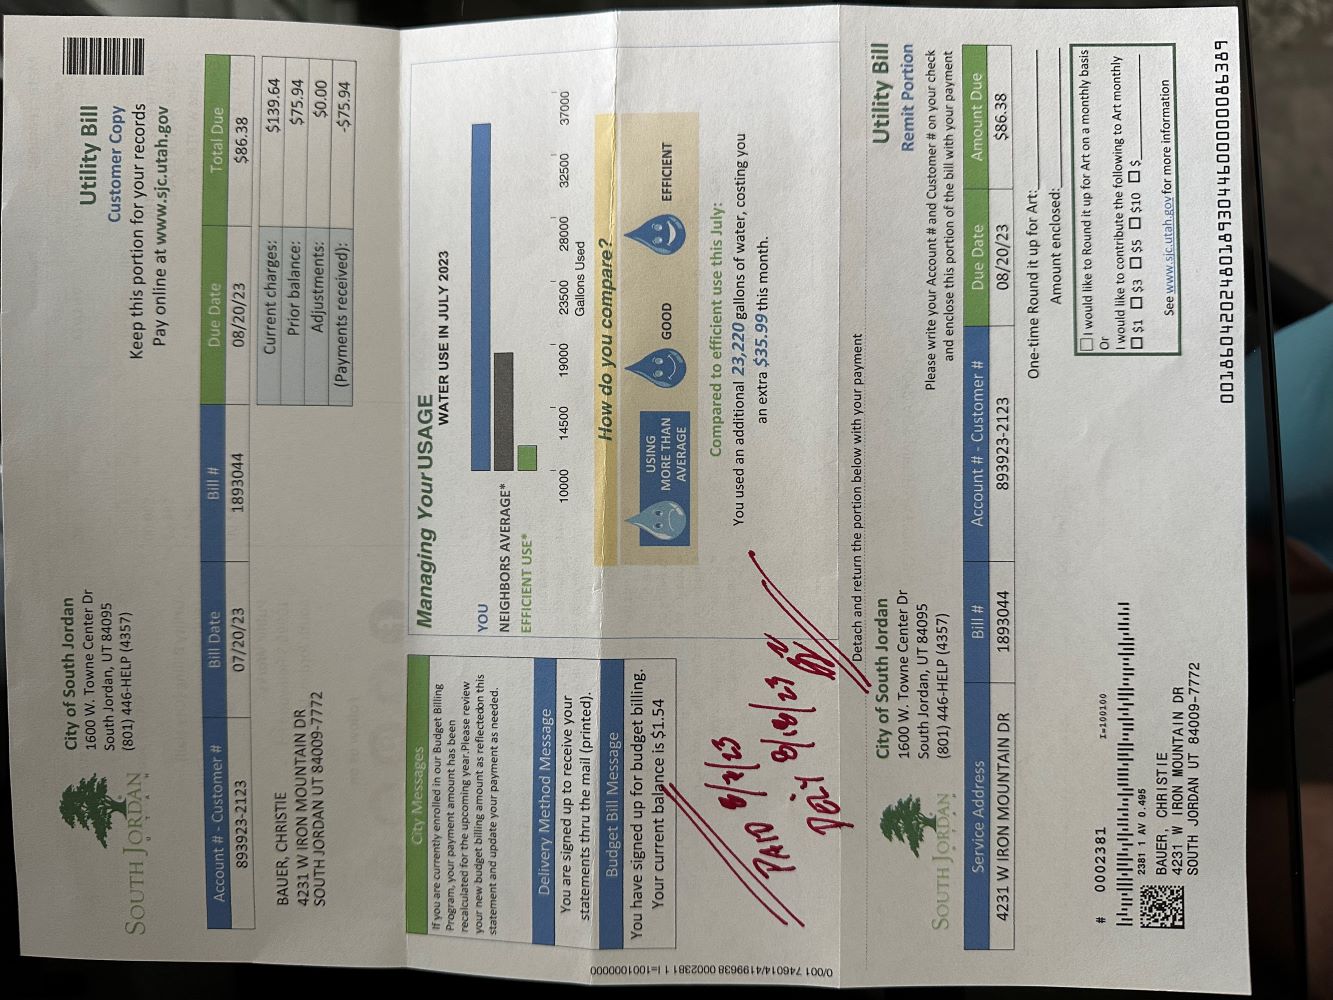 SOUTH JORDAN
UTAH
City of South Jordan
1600 W. Towne Center Dr
South Jordan, UT 84095
(801) 446-HELP (4357)
Utility Bill
Customer Copy
Keep this portion for your records
Pay online at www.sjc.utah.gov
Account # - Customer # Bill Date Bill # Due Date Total Due
893923-2123 07/20/23 1893044 08/20/23 $86.38
BAUER, CHRISTIE
4231 W IRON MOUNTAIN DR
SOUTH JORDAN UT 84009-7772
Current charges: $139.64
Prior balance: $75.94
Adjustments: $0.00
(Payments received): -$75.94
City Messages
If you are currently enrolled in our Budget Billing
Program, your payment amount has been
recalculated for the upcoming year.Please review
your new budget billing amount as reflectedon this
statement and update your payment as needed.
Delivery Method Message
You are signed up to receive your
statements thru the mail (printed).
Budget Bill Message
You have signed up for budget billing.
Your current balance is $1.54
Managing Your USAGE
WATER USE IN JULY 2023
YOU
NEIGHBORS AVERAGE*
EFFICIENT USE*
10000 14500 19000 23500 28000 32500 37000
Gallons Used
How do you compare?
USING
MORE THAN
AVERAGE
GOOD
EFFICIENT
Compared to efficient use this July:
You used an additional 23,220 gallons of water, costing you
an extra $35.99 this month.
0/001 746014/4199638 0002381 1 I=1001000000
PAID 8/7/23
DELY 8/18/23
Detach and return the portion below with your payment
SOUTH JORDAN
UTAH
City of South Jordan
1600 W. Towne Center Dr
South Jordan, UT 84095
(801) 446-HELP (4357)
Utility Bill
Remit Portion
Please write your Account # and Customer # on your check
and enclose this portion of the bill with your payment
Service Address Bill # Account # - Customer # Due Date Amount Due
4231 W IRON MOUNTAIN DR 1893044 893923-2123 08/20/23 $86.38
One-time Round it up for Art:
Amount enclosed:
I would like to Round it up for Art on a monthly basis
Or
I would like to contribute the following to Art monthly
$1 $3 $5 $10 $
See www.sjc.utah.gov for more information
# 0002381 I=100100
2381 1 AV 0.495
BAUER, CHRISTIE
4231 W IRON MOUNTAIN DR
SOUTH JORDAN UT 84009-7772
001860420248018930446000000086389